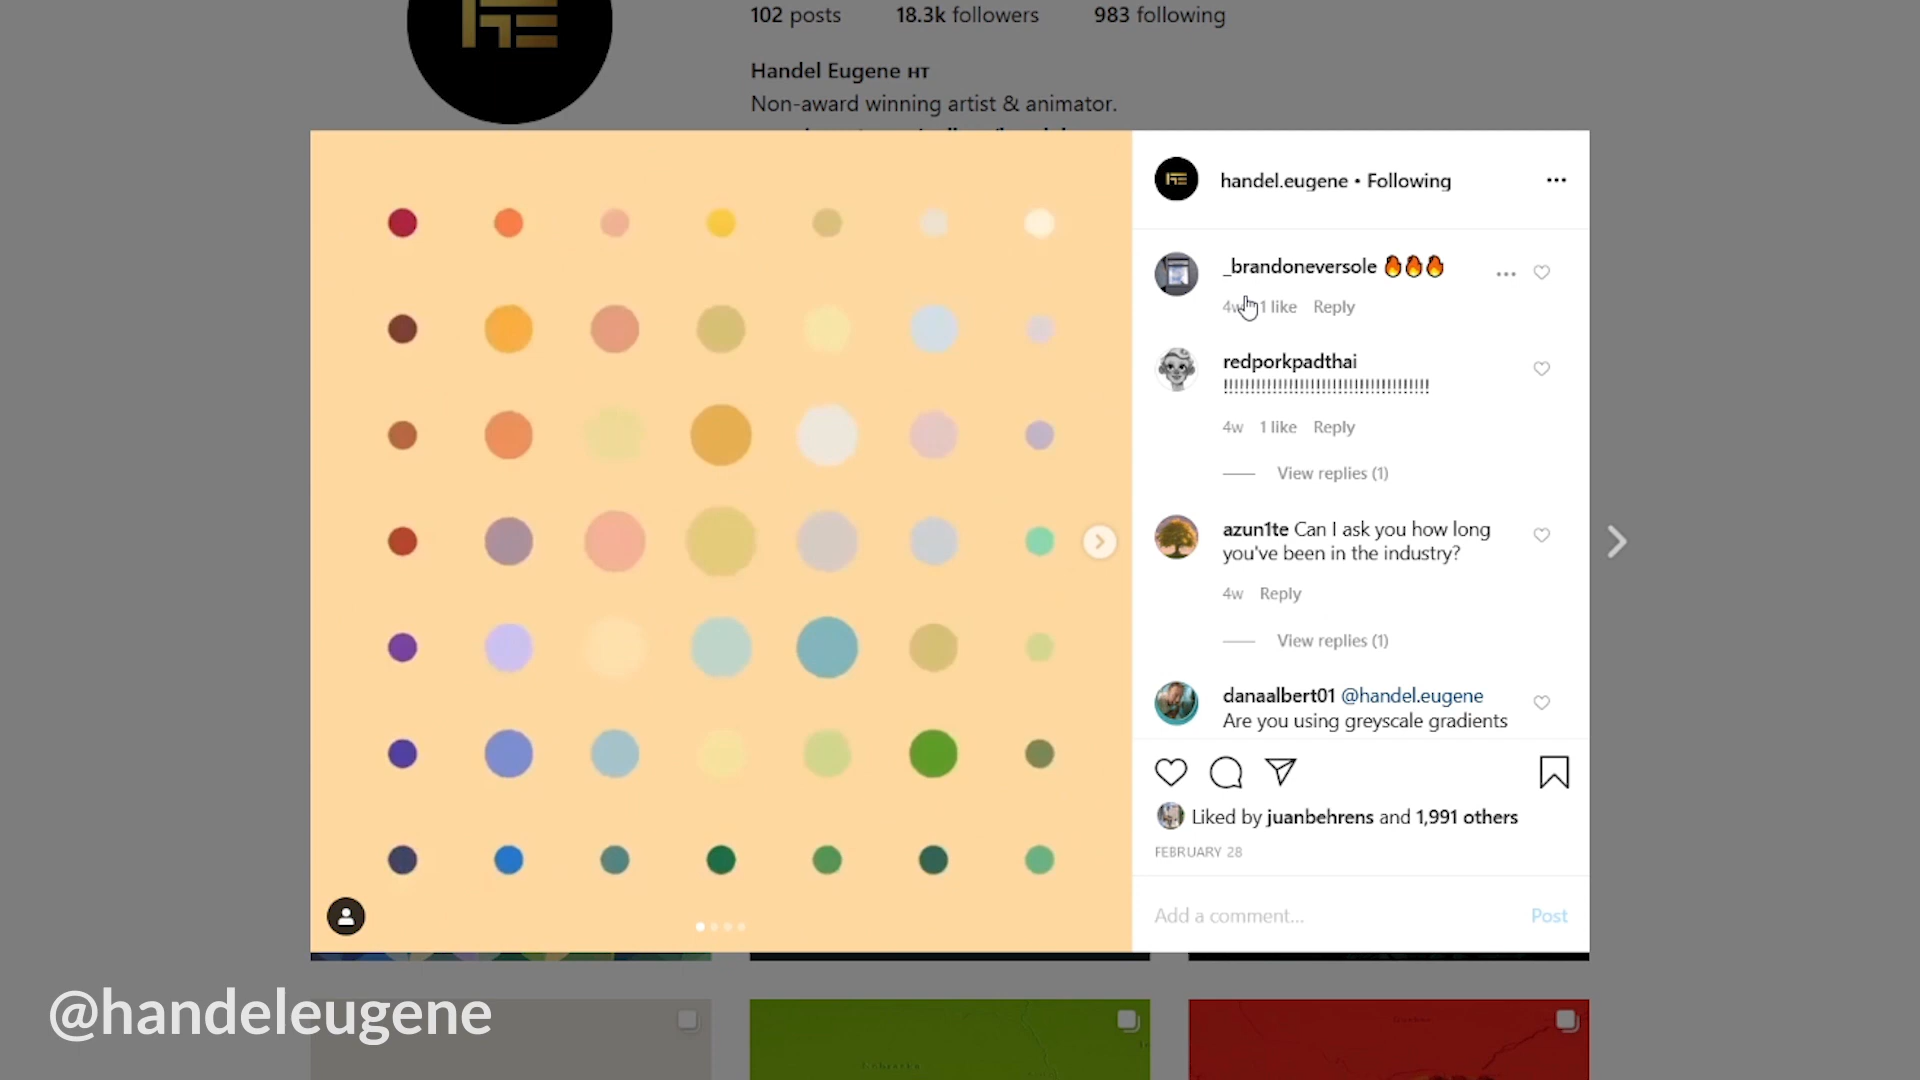 102 posts 18.3k followers 983 following
Handel Eugene HT
Non-award winning artist & animator.
handel.eugene • Following
_brandoneversole 🔥🔥🔥
4w 1 like Reply
redporkpadthai
!!!!!!!!!!!!!!!!!!!!!!!!!!!!!!!!!!!!!!
4w 1 like Reply
View replies (1)
azun1te Can I ask you how long
you've been in the industry?
4w Reply
View replies (1)
danaalbert01 @handel.eugene
Are you using greyscale gradients
Liked by juanbehrens and 1,991 others
FEBRUARY 28
Add a comment... Post
@handeleugene